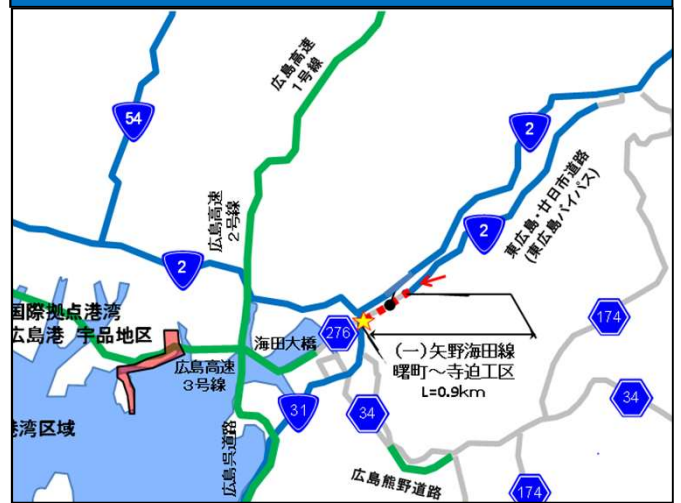 広島高速
1号線
54
2
2
東広島・廿日市道路
(東広島バイパス)
広島高速
2号線
2
国際拠点港湾
広島港 宇品地区
海田大橋
276
広島高速
3号線
(一)矢野海田線
曙町～寺迫工区
L=0.9km
174
31
34
34
港湾区域
広島呉道路
広島熊野道路
174